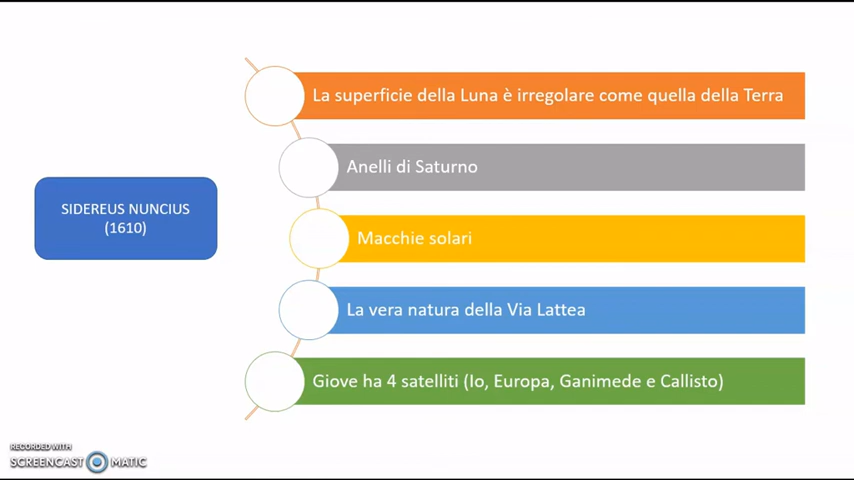 La superficie della Luna è irregolare come quella della Terra
Anelli di Saturno
SIDEREUS NUNCIUS
(1610)
Macchie solari
La vera natura della Via Lattea
Giove ha 4 satelliti (Io, Europa, Ganimede e Callisto)
RECORDED WITH
SCREENCAST MATIC